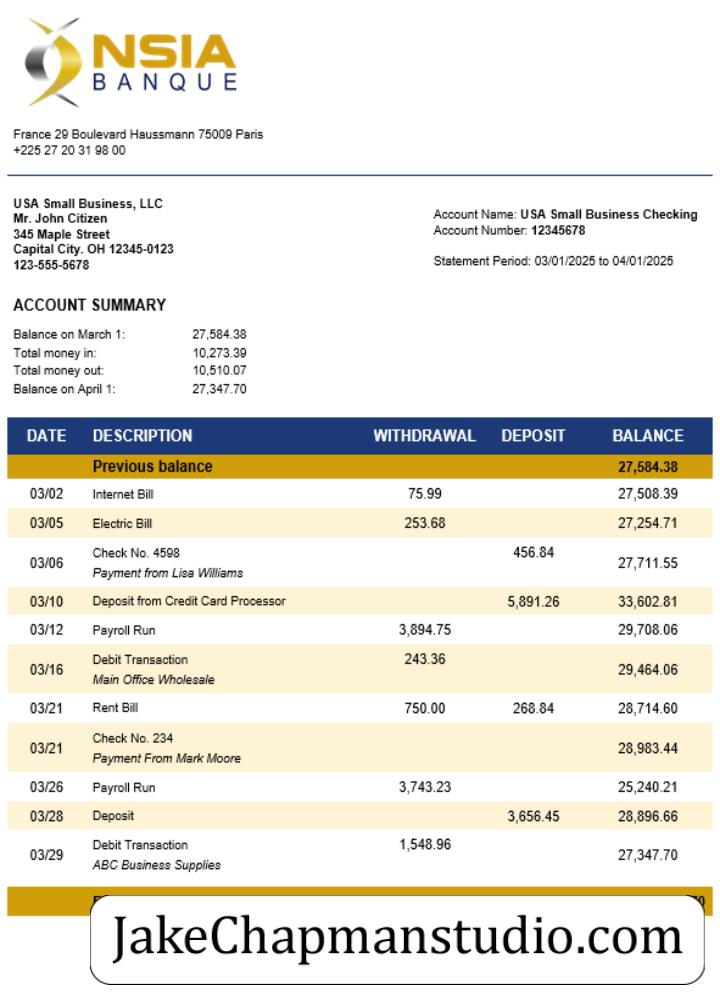 NSIA
BANQUE
France 29 Boulevard Haussmann 75009 Paris
+225 27 20 31 98 00
USA Small Business, LLC
Mr. John Citizen
345 Maple Street
Capital City. OH 12345-0123
123-555-5678
Account Name: USA Small Business Checking
Account Number: 12345678
Statement Period: 03/01/2025 to 04/01/2025
ACCOUNT SUMMARY
Balance on March 1: 27,584.38
Total money in: 10,273.39
Total money out: 10,510.07
Balance on April 1: 27,347.70
DATE DESCRIPTION WITHDRAWAL DEPOSIT BALANCE
Previous balance 27,584.38
03/02 Internet Bill 75.99 27,508.39
03/05 Electric Bill 253.68 27,254.71
03/06 Check No. 4598 456.84 27,711.55
Payment from Lisa Williams
03/10 Deposit from Credit Card Processor 5,891.26 33,602.81
03/12 Payroll Run 3,894.75 29,708.06
03/16 Debit Transaction 243.36 29,464.06
Main Office Wholesale
03/21 Rent Bill 750.00 268.84 28,714.60
03/21 Check No. 234 28,983.44
Payment From Mark Moore
03/26 Payroll Run 3,743.23 25,240.21
03/28 Deposit 3,656.45 28,896.66
03/29 Debit Transaction 1,548.96 27,347.70
ABC Business Supplies
JakeChapmanstudio.com